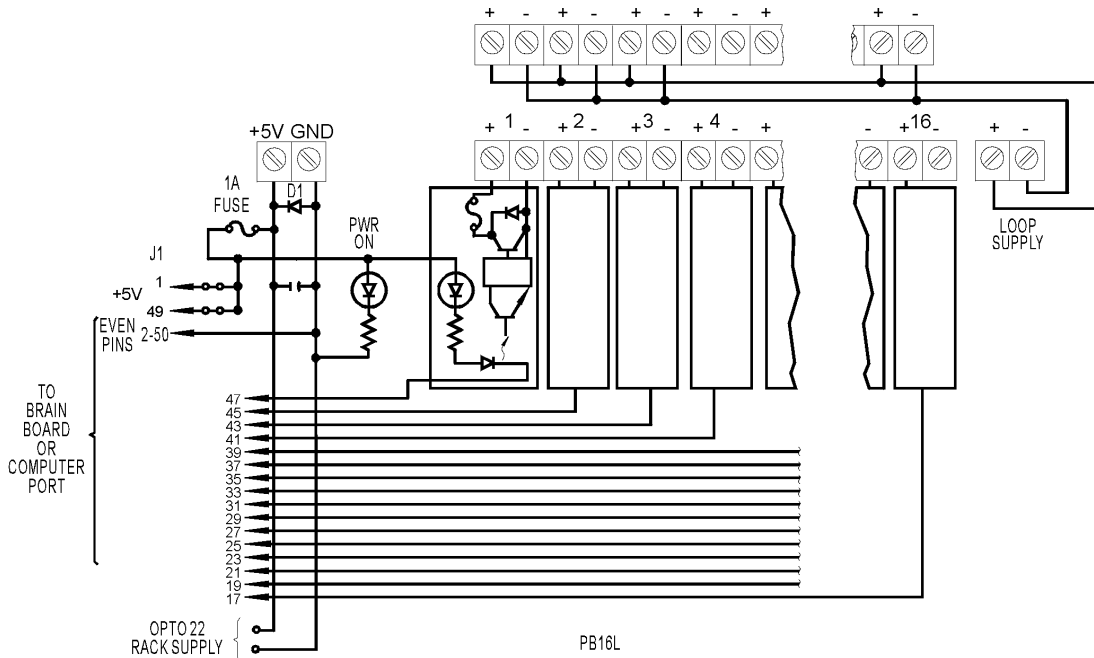 + - + - + - + - + + -
+5V GND
+ 1 - +2 - +3 - + 4 - + - +16 - + -
1A
FUSE
D1
PWR
ON
LOOP
SUPPLY
J1
1
+5V
49
EVEN
PINS 2-50
TO
BRAIN
BOARD
OR
COMPUTER
PORT
47
45
43
41
39
37
35
33
31
29
27
25
23
21
19
17
OPTO 22
RACK SUPPLY
PB16L